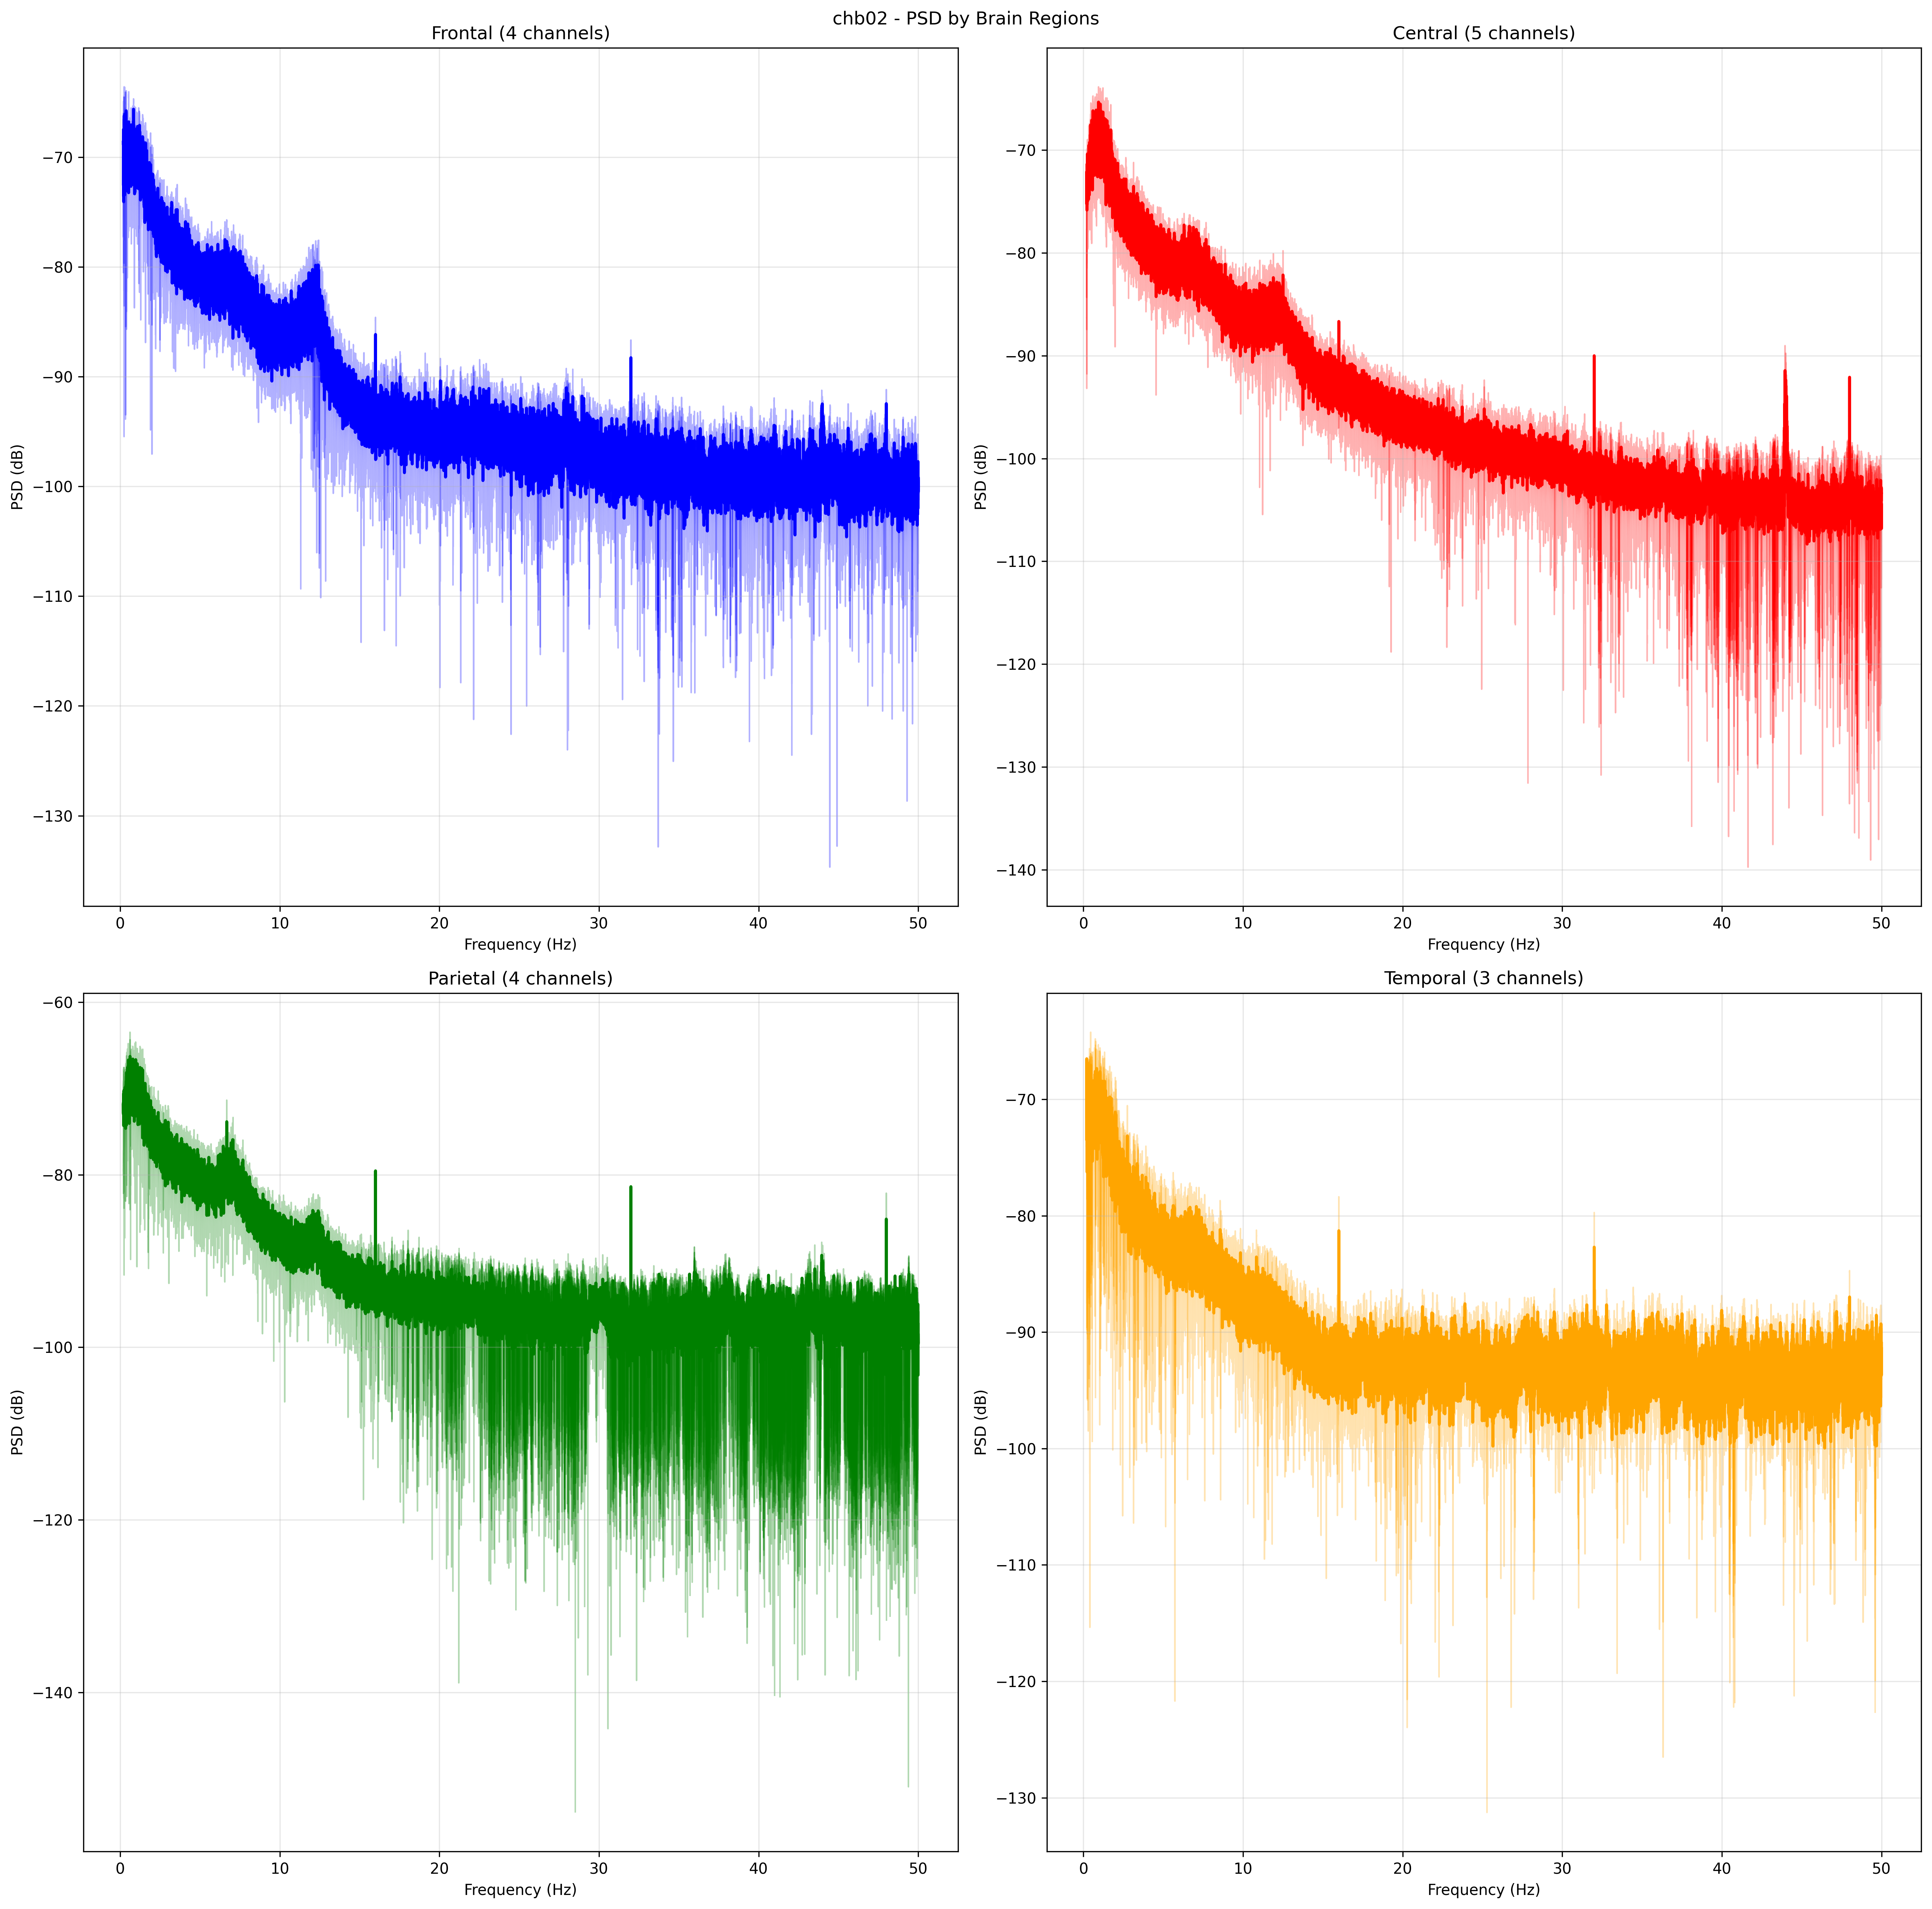 chb02 - PSD by Brain Regions
Frontal (4 channels)
−70
−80
−90
−100
−110
−120
−130
PSD (dB)
0 10 20 30 40 50
Frequency (Hz)
Central (5 channels)
−70
−80
−90
−100
−110
−120
−130
−140
PSD (dB)
0 10 20 30 40 50
Frequency (Hz)
Parietal (4 channels)
−60
−80
−100
−120
−140
PSD (dB)
0 10 20 30 40 50
Frequency (Hz)
Temporal (3 channels)
−70
−80
−90
−100
−110
−120
−130
PSD (dB)
0 10 20 30 40 50
Frequency (Hz)